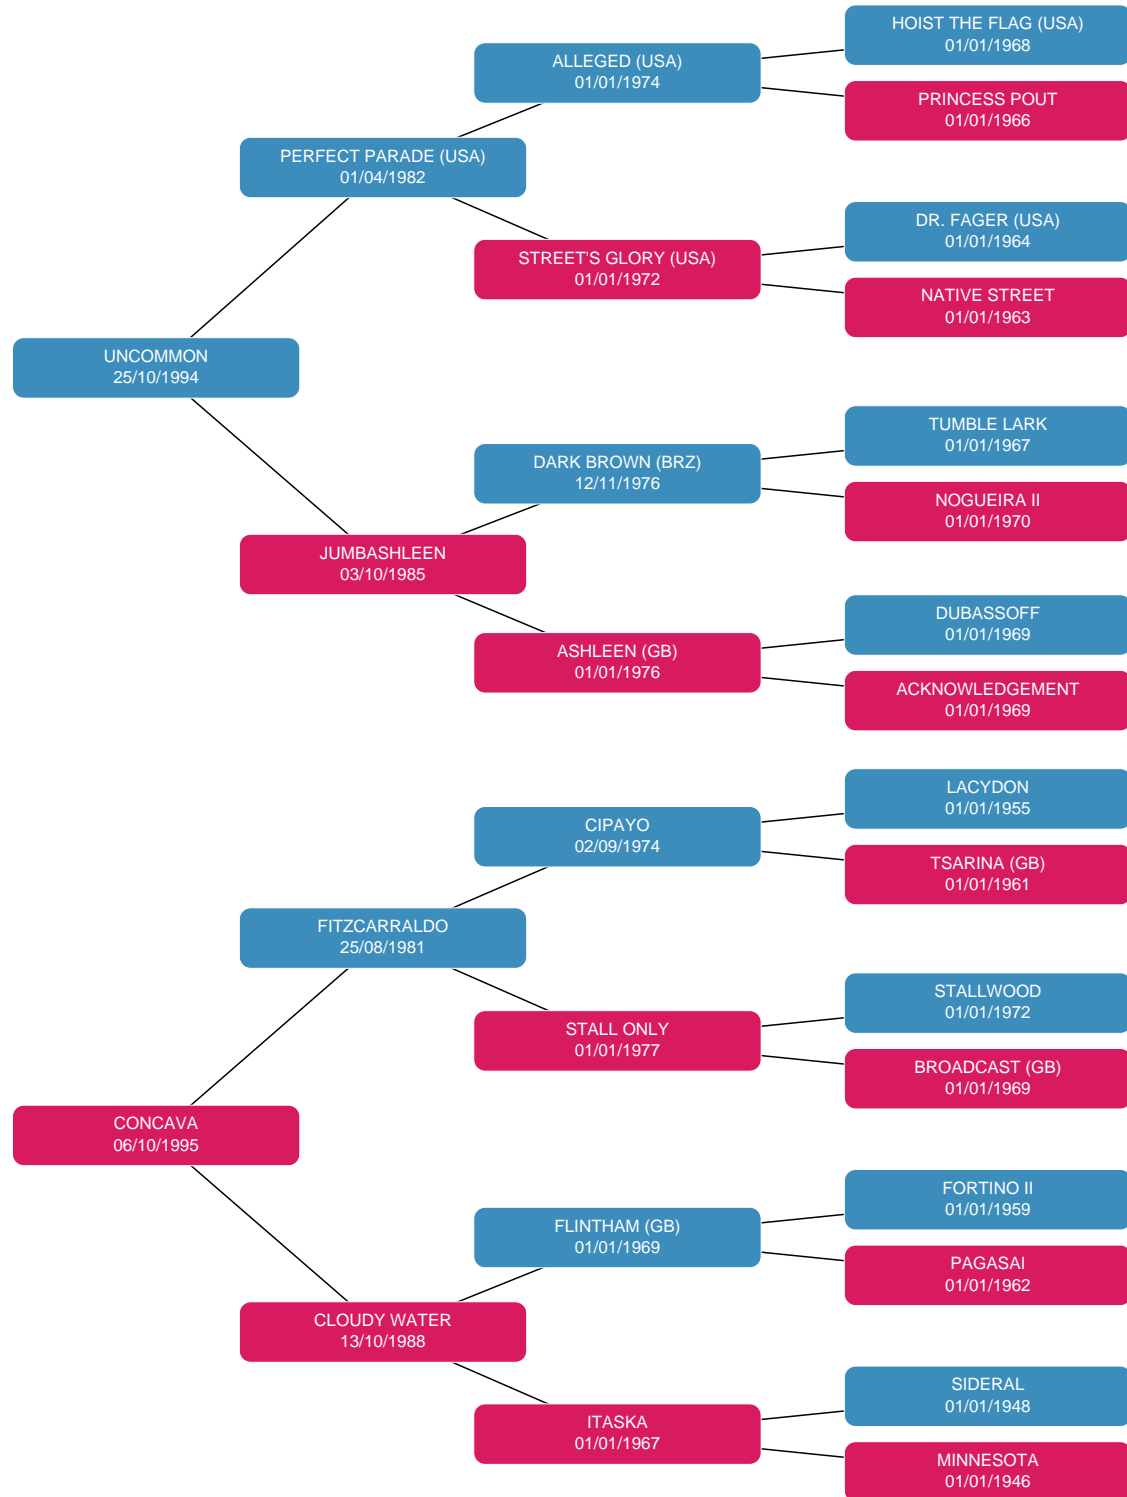 HOIST THE FLAG (USA)
01/01/1968
ALLEGED (USA)
01/01/1974
PRINCESS POUT
01/01/1966
PERFECT PARADE (USA)
01/04/1982
DR. FAGER (USA)
01/01/1964
STREET'S GLORY (USA)
01/01/1972
NATIVE STREET
01/01/1963
UNCOMMON
25/10/1994
TUMBLE LARK
01/01/1967
DARK BROWN (BRZ)
12/11/1976
NOGUEIRA II
01/01/1970
JUMBASHLEEN
03/10/1985
DUBASSOFF
01/01/1969
ASHLEEN (GB)
01/01/1976
ACKNOWLEDGEMENT
01/01/1969
LACYDON
01/01/1955
CIPAYO
02/09/1974
TSARINA (GB)
01/01/1961
FITZCARRALDO
25/08/1981
STALLWOOD
01/01/1972
STALL ONLY
01/01/1977
BROADCAST (GB)
01/01/1969
CONCAVA
06/10/1995
FORTINO II
01/01/1959
FLINTHAM (GB)
01/01/1969
PAGASAI
01/01/1962
CLOUDY WATER
13/10/1988
SIDERAL
01/01/1948
ITASKA
01/01/1967
MINNESOTA
01/01/1946